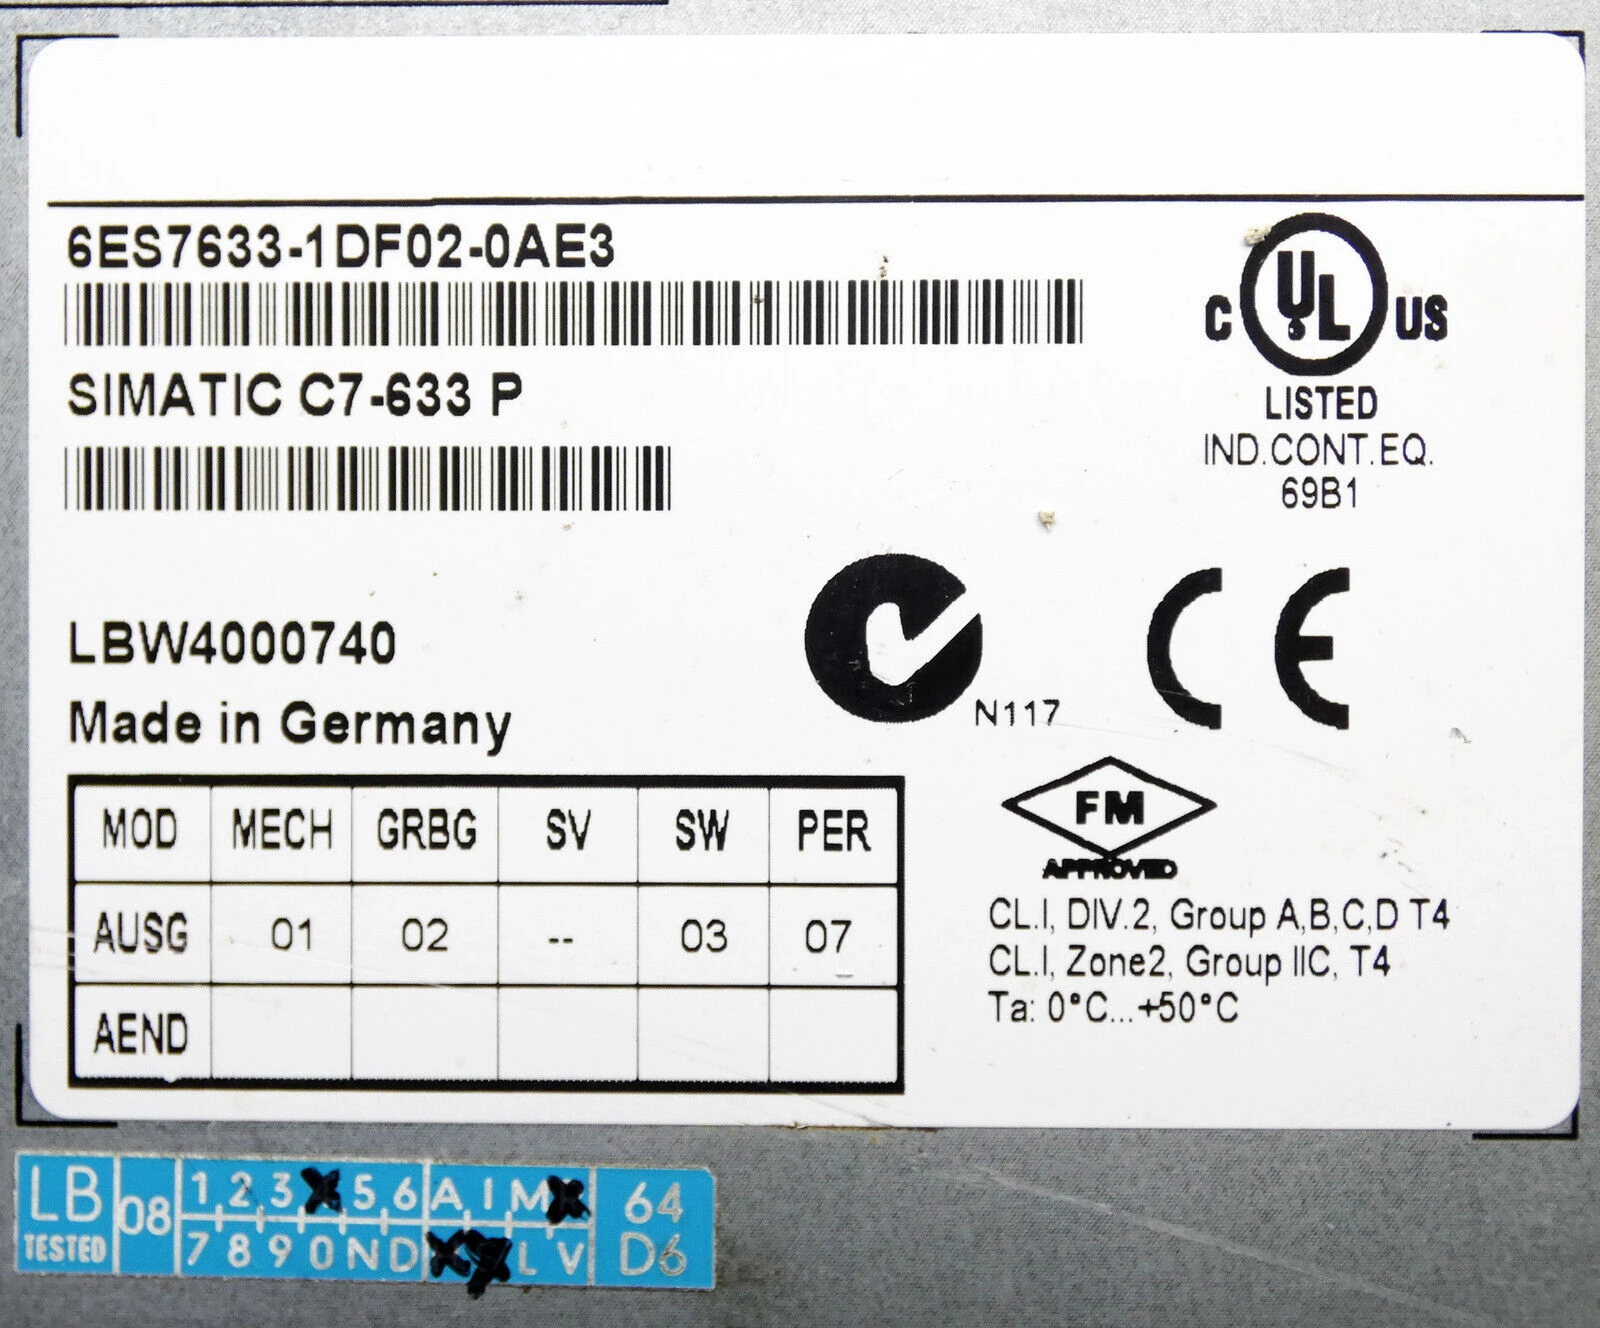 6ES7633-1DF02-0AE3
SIMATIC C7-633 P
C UL US
LISTED
IND.CONT.EQ.
69B1
LBW4000740
Made in Germany
N117
CE
FM
APPROVED
CL.I, DIV.2, Group A,B,C,D T4
CL.I, Zone2, Group IIC, T4
Ta: 0°C...+50°C
MOD MECH GRBG SV SW PER
AUSG 01 02 -- 03 07
AEND
LB 08 1 2 3 5 6 A I M 64
TESTED 7 8 9 0 N D L V D6